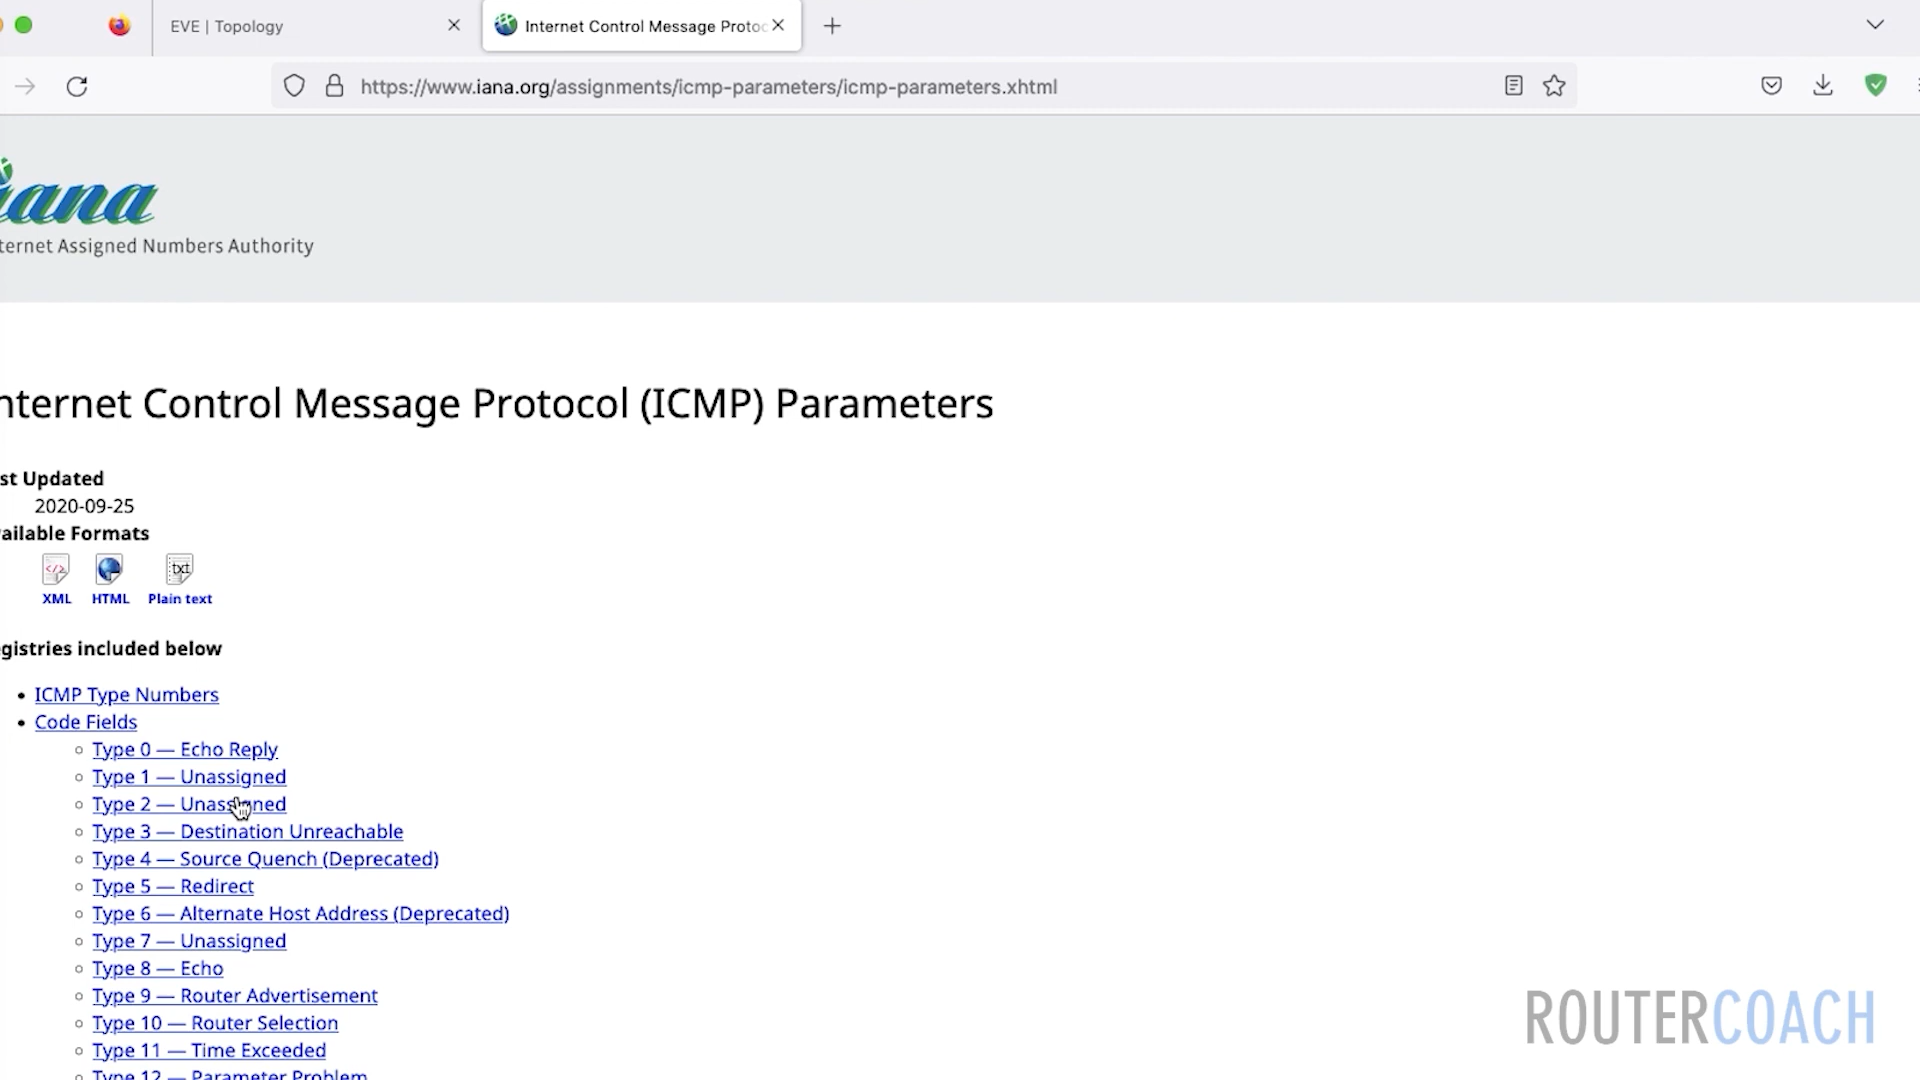 EVE | Topology
Internet Control Message Protoc
https://www.iana.org/assignments/icmp-parameters/icmp-parameters.xhtml
iana
ternet Assigned Numbers Authority
nternet Control Message Protocol (ICMP) Parameters
st Updated
2020-09-25
ailable Formats
</>
txt
XML HTML Plain text
gistries included below
• ICMP Type Numbers
• Code Fields
◦ Type 0 — Echo Reply
◦ Type 1 — Unassigned
◦ Type 2 — Unassigned
◦ Type 3 — Destination Unreachable
◦ Type 4 — Source Quench (Deprecated)
◦ Type 5 — Redirect
◦ Type 6 — Alternate Host Address (Deprecated)
◦ Type 7 — Unassigned
◦ Type 8 — Echo
◦ Type 9 — Router Advertisement
◦ Type 10 — Router Selection
◦ Type 11 — Time Exceeded
◦ Type 12 — Parameter Problem
ROUTERCOACH